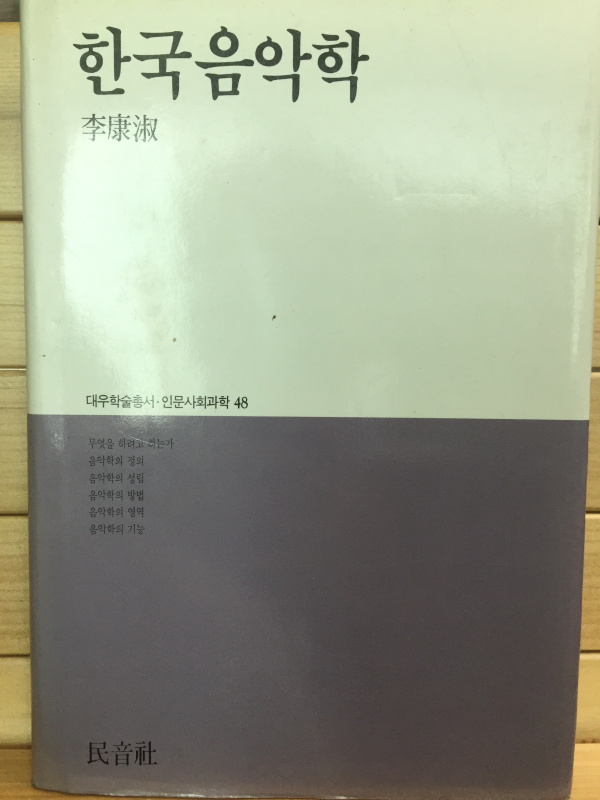 한국음악학
李康淑
대우학술총서·인문사회과학 48
무엇을 하려고 하는가
음악학의 정의
음악학의 성립
음악학의 방법
음악학의 영역
음악학의 기능
民音社